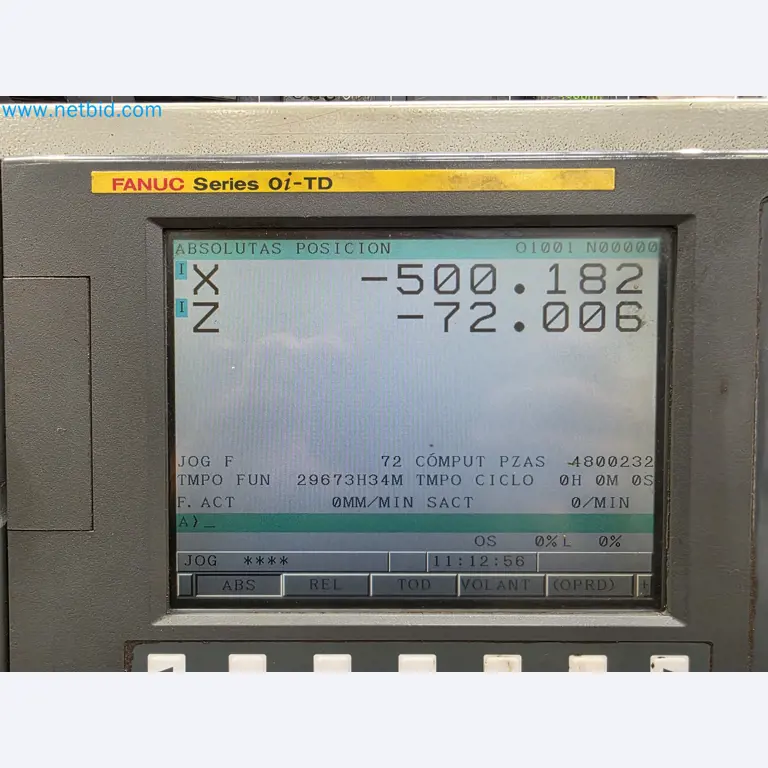 www.netbid.com
FANUC Series 0i-TD
ABSOLUTAS POSICION O1001 N00000
I X -500.182
I Z -72.006
JOG F 72 CÓMPUT PZAS 4800232
TMPO FUN 29673H34M TMPO CICLO 0H 0M 0S
F. ACT 0MM/MIN SACT 0/MIN
A)_
OS 0% L 0%
JOG **** 11:12:56
ABS REL TOD VOLANT (OPRD) +